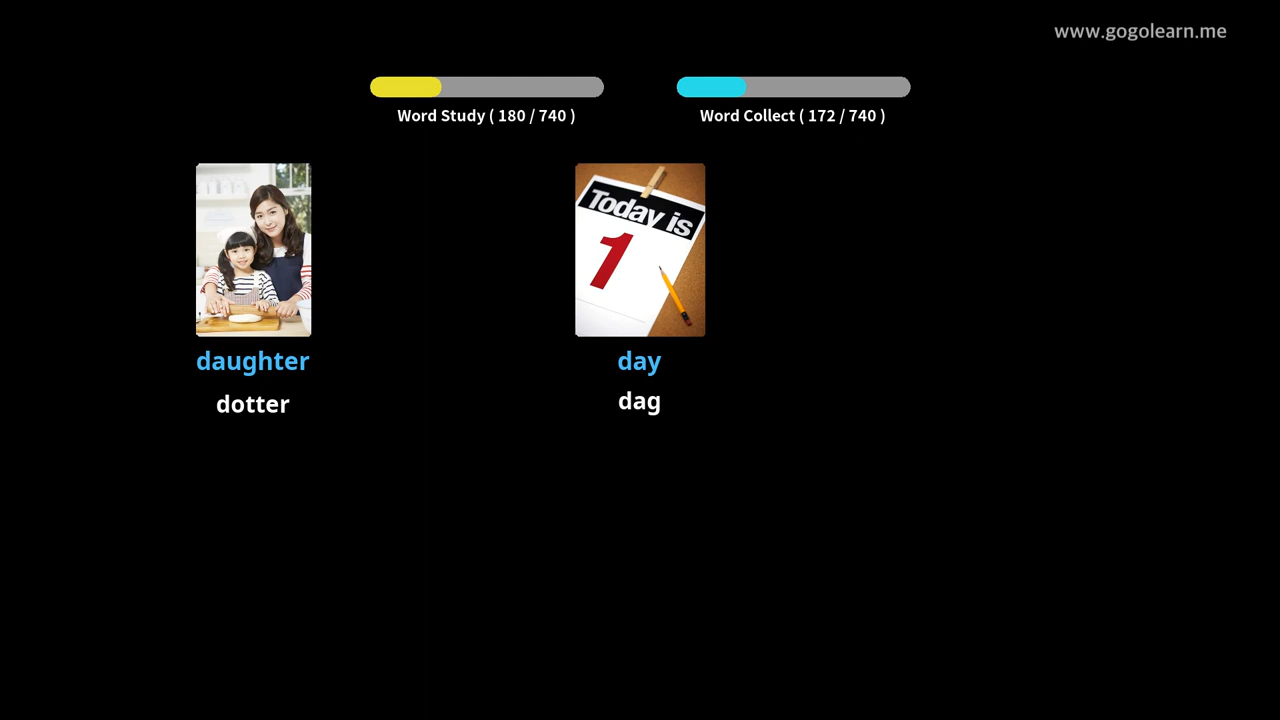 www.gogolearn.me
Word Study ( 180 / 740 )
Word Collect ( 172 / 740 )
Today is
1
daughter
day
dotter
dag